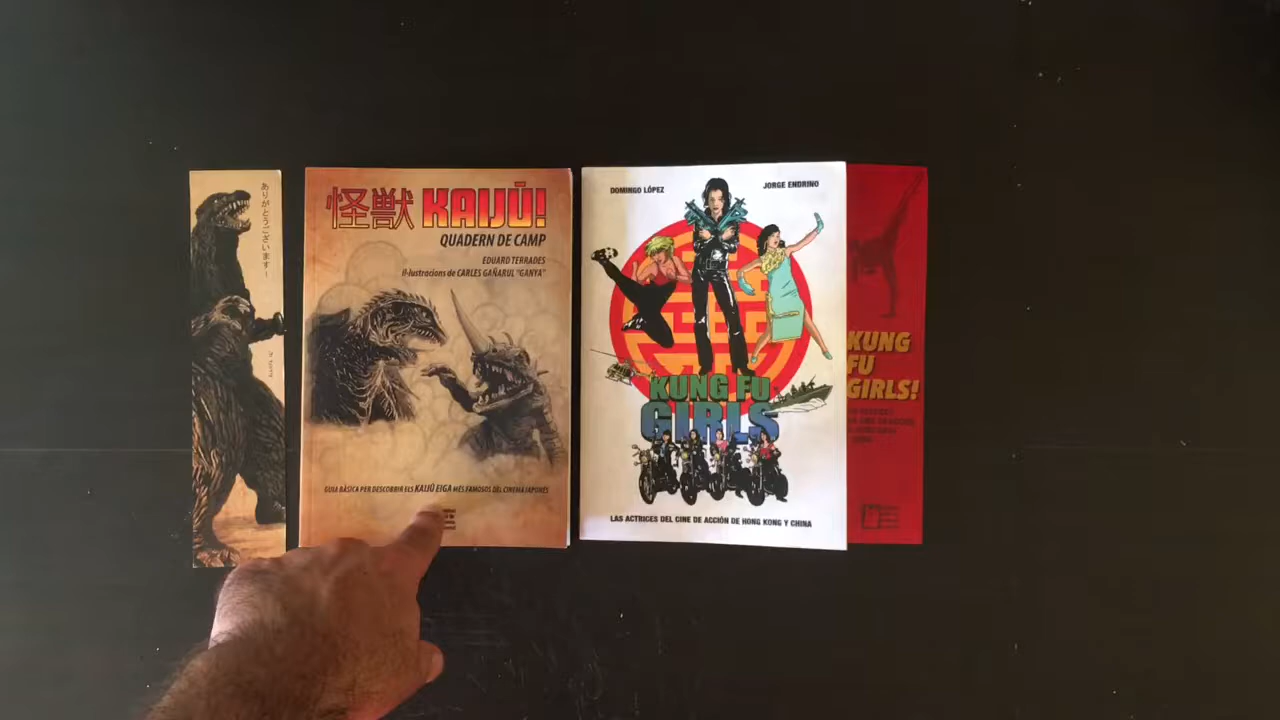 ありがとうございます!
怪獣 KAIJŪ!
QUADERN DE CAMP
EDUARD TERRADES
il·lustracions de CARLES GAÑARUL "GANYA"
GUIA BÀSICA PER DESCOBRIR ELS KAIJŪ EIGA MÉS FAMOSOS DEL CINEMA JAPONÈS
DOMINGO LÓPEZ
JORGE ENDRINO
KUNG FU
GIRLS
LAS ACTRICES DEL CINE DE ACCIÓN DE HONG KONG Y CHINA
KUNG
FU
GIRLS!